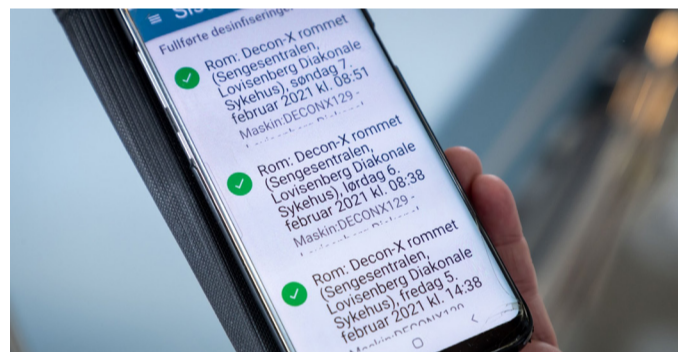 Fullførte desinfiseringer
Rom: Decon-X rommet
(Sengesentralen,
Lovisenberg Diakonale
Sykehus), søndag 7.
februar 2021 kl. 08:51
Maskin:DECONX129 -
Rom: Decon-X rommet
(Sengesentralen,
Lovisenberg Diakonale
Sykehus), lørdag 6.
februar 2021 kl. 08:38
Maskin:DECONX129 -
Rom: Decon-X rommet
(Sengesentralen,
Lovisenberg Diakonale
Sykehus), fredag 5.
februar 2021 kl. 14:38
Maskin:DECONX129